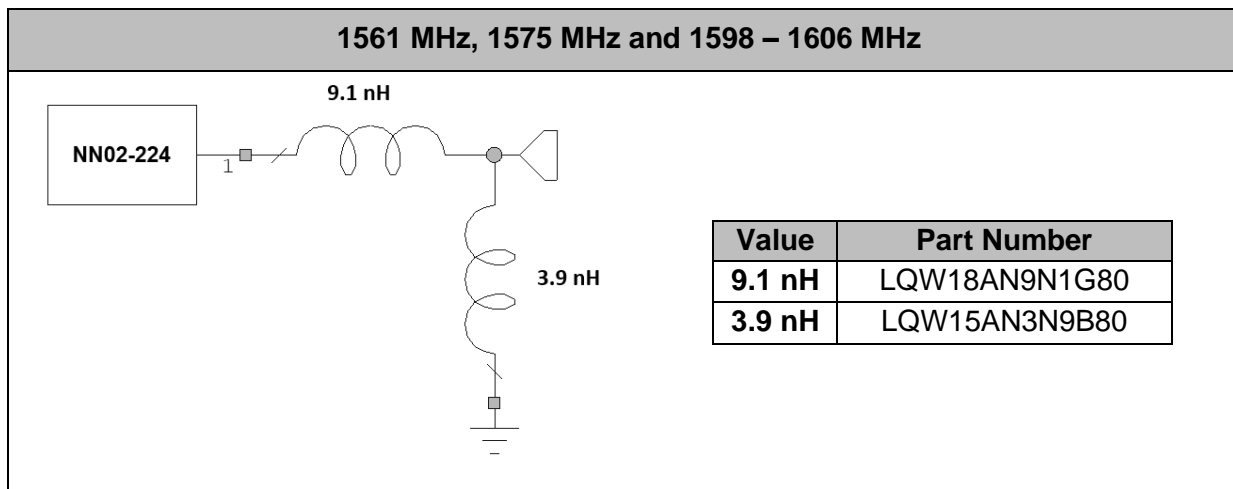 1561 MHz, 1575 MHz and 1598 – 1606 MHz
9.1 nH
NN02-224
1
3.9 nH
Value Part Number
9.1 nH LQW18AN9N1G80
3.9 nH LQW15AN3N9B80